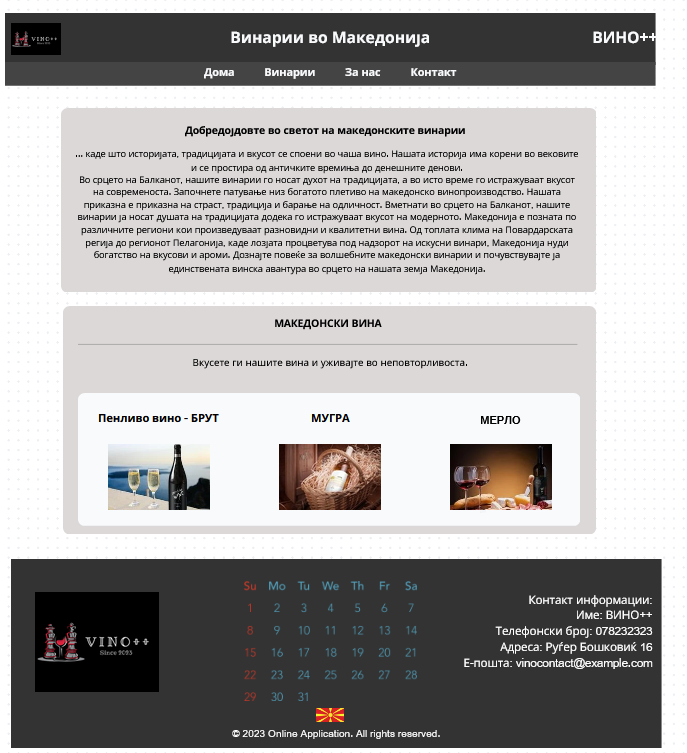 VINO++
Since 2023
Винарии во Македонија
ВИНО++
Дома Винарии За нас Контакт
Добредојдовте во светот на македонските винарии
... каде што историјата, традицијата и вкусот се споени во чаша вино. Нашата историја има корени во вековите
и се простира од античките времиња до денешните денови.
Во срцето на Балканот, нашите винарии го носат духот на традицијата, а во исто време го истражуваат вкусот
на современоста. Започнете патување низ богатото плетиво на македонско винопроизводство. Нашата
приказна е приказна на страст, традиција и барање на одличност. Вметнати во срцето на Балканот, нашите
винарии ја носат душата на традицијата додека го истражуваат вкусот на модерното. Македонија е позната по
различните региони кои произведуваат разновидни и квалитетни вина. Од топлата клима на Повардарската
регија до регионот Пелагонија, каде лозјата процветува под надзорот на искусни винари, Македонија нуди
богатство на вкусови и ароми. Дознајте повеќе за волшебните македонски винарии и почувствувајте ја
единствената винска авантура во срцето на нашата земја Македонија.
МАКЕДОНСКИ ВИНА
Вкусете ги нашите вина и уживајте во неповторливоста.
Пенливо вино - БРУТ
МУГРА
МЕРЛО
VINO++
Since 2023
Su Mo Tu We Th Fr Sa
1 2 3 4 5 6 7
8 9 10 11 12 13 14
15 16 17 18 19 20 21
22 23 24 25 26 27 28
29 30 31
Контакт информации:
Име: ВИНО++
Телефонски број: 078232323
Адреса: Руѓер Бошковиќ 16
Е-пошта: vinocontact@example.com
© 2023 Online Application. All rights reserved.